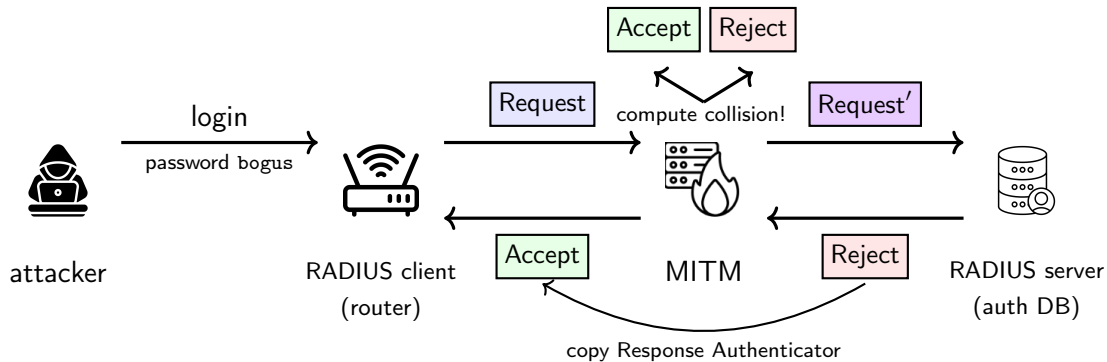 Accept
Reject
login
Request
compute collision!
Request′
password bogus
Accept
Reject
attacker
RADIUS client
(router)
MITM
RADIUS server
(auth DB)
copy Response Authenticator